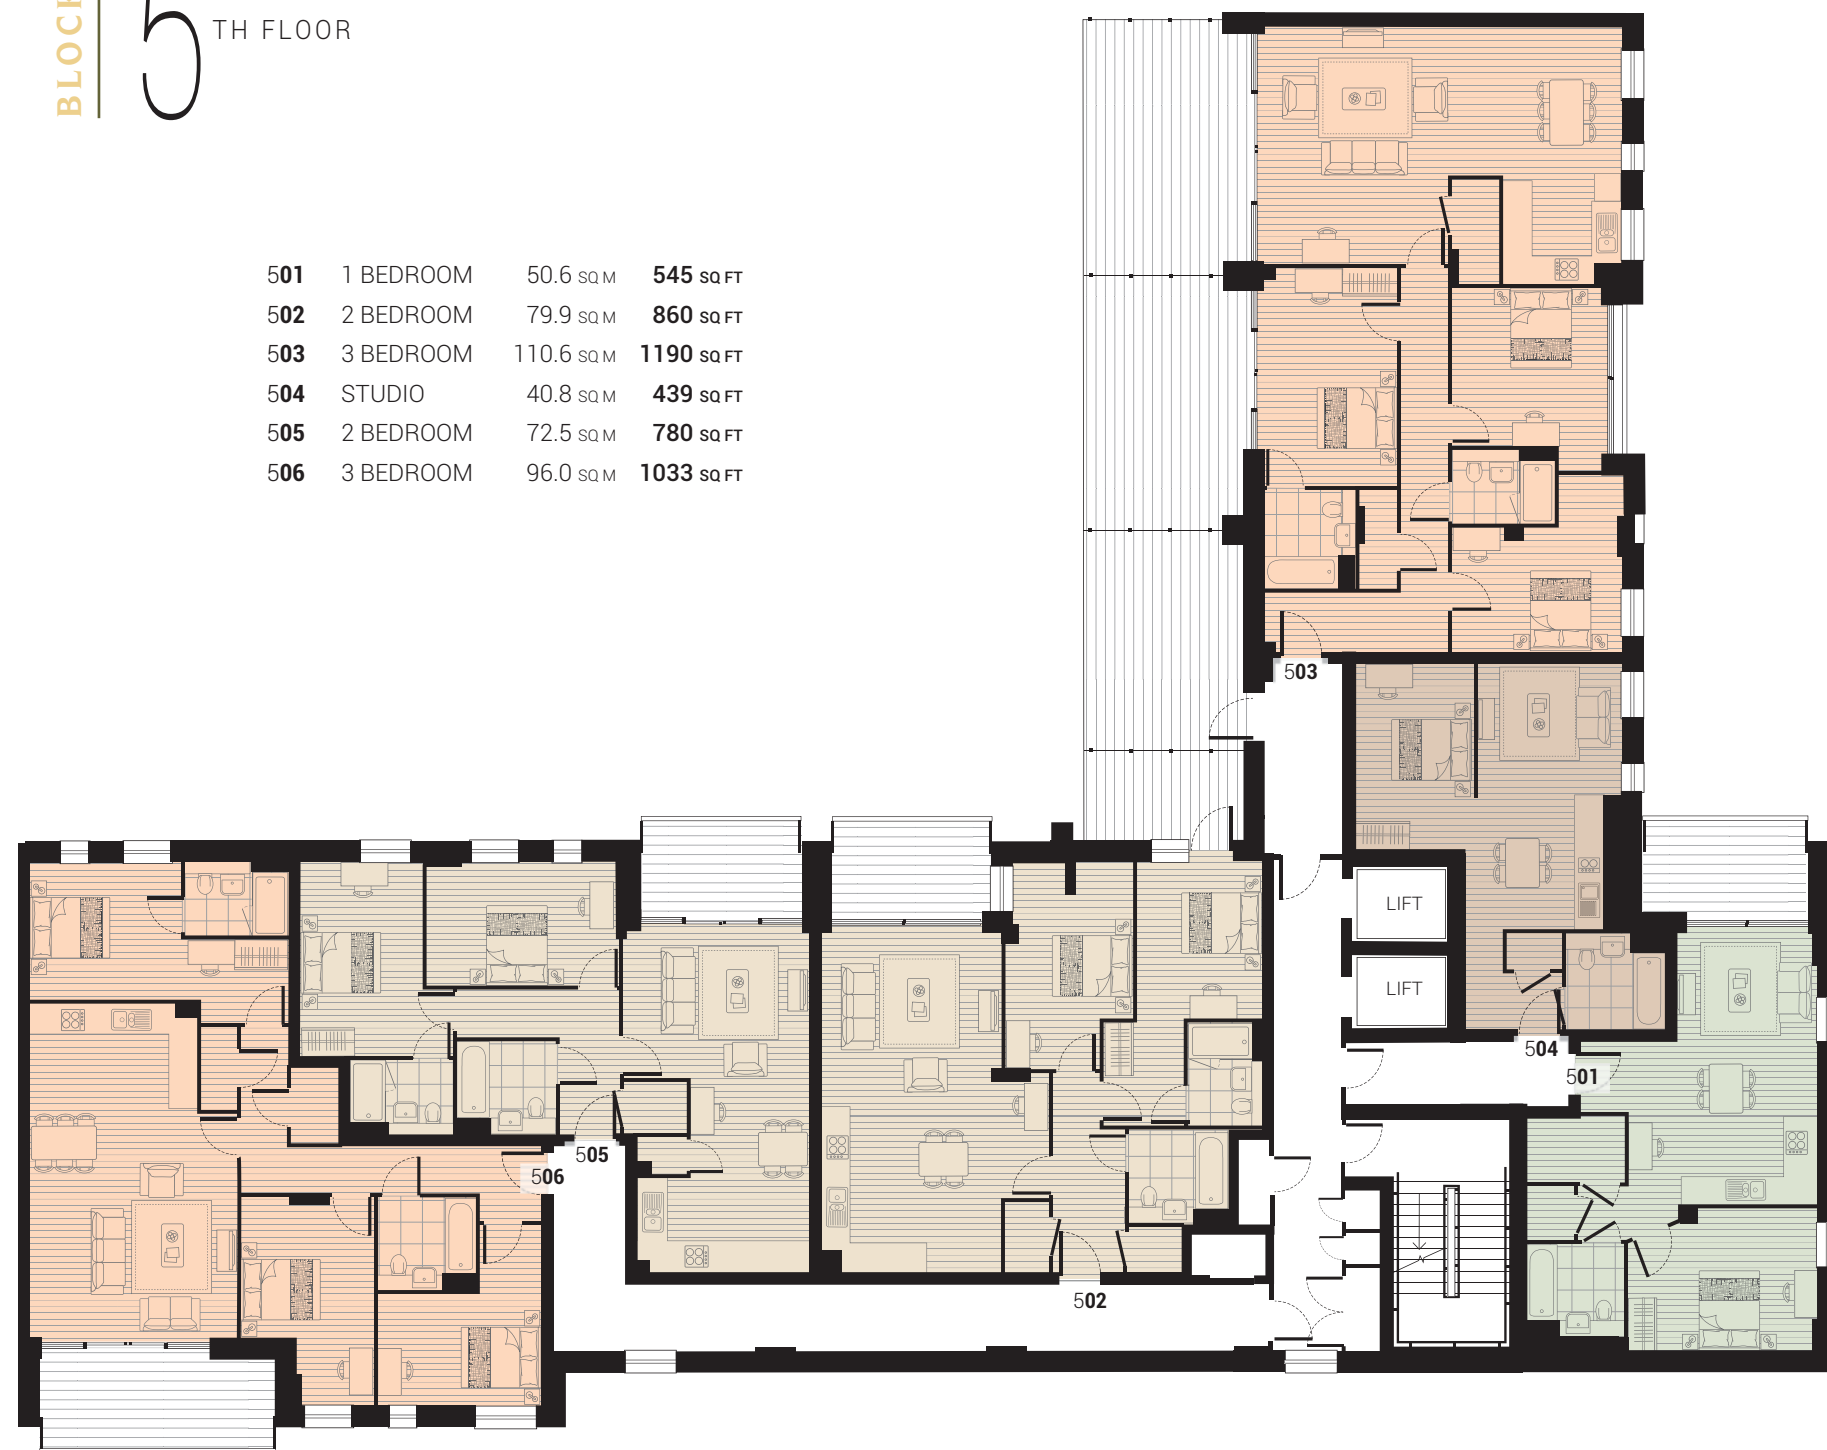 BLOCK
5TH FLOOR
501 1 BEDROOM 50.6 SQ M 545 SQ FT
502 2 BEDROOM 79.9 SQ M 860 SQ FT
503 3 BEDROOM 110.6 SQ M 1190 SQ FT
504 STUDIO 40.8 SQ M 439 SQ FT
505 2 BEDROOM 72.5 SQ M 780 SQ FT
506 3 BEDROOM 96.0 SQ M 1033 SQ FT
503
LIFT
LIFT
504
501
505
506
502